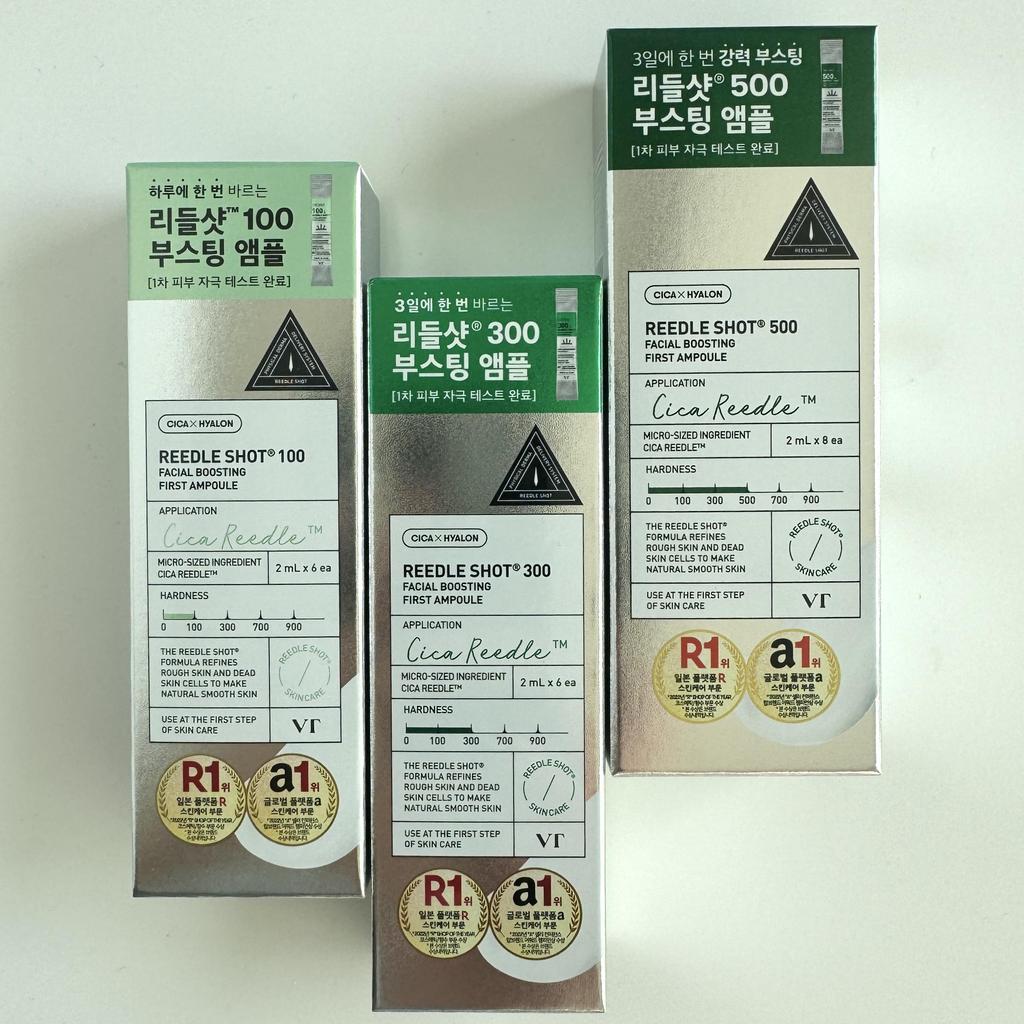 하루에 한 번 바르는
리들샷™ 100
부스팅 앰플
[1차 피부 자극 테스트 완료]
PHYSICAL DERMA
DELIVERY SYSTEM
REEDLE SHOT
CICA×HYALON
REEDLE SHOT® 100
FACIAL BOOSTING
FIRST AMPOULE
APPLICATION
Cica Reedle™
MICRO-SIZED INGREDIENT
CICA REEDLE™
2 mL x 6 ea
HARDNESS
0 100 300 700 900
THE REEDLE SHOT®
FORMULA REFINES
ROUGH SKIN AND DEAD
SKIN CELLS TO MAKE
NATURAL SMOOTH SKIN
REEDLE SHOT®
SKINCARE
USE AT THE FIRST STEP
OF SKIN CARE
VT
R1위
일본 플랫폼 R
스킨케어 부문
a1위
글로벌 플랫폼 a
스킨케어 부문
3일에 한 번 바르는
리들샷® 300
부스팅 앰플
[1차 피부 자극 테스트 완료]
PHYSICAL DERMA
DELIVERY SYSTEM
REEDLE SHOT
CICA×HYALON
REEDLE SHOT® 300
FACIAL BOOSTING
FIRST AMPOULE
APPLICATION
Cica Reedle™
MICRO-SIZED INGREDIENT
CICA REEDLE™
2 mL x 6 ea
HARDNESS
0 100 300 700 900
THE REEDLE SHOT®
FORMULA REFINES
ROUGH SKIN AND DEAD
SKIN CELLS TO MAKE
NATURAL SMOOTH SKIN
REEDLE SHOT®
SKINCARE
USE AT THE FIRST STEP
OF SKIN CARE
VT
R1위
일본 플랫폼 R
스킨케어 부문
a1위
글로벌 플랫폼 a
스킨케어 부문
3일에 한 번 강력 부스팅
리들샷® 500
부스팅 앰플
[1차 피부 자극 테스트 완료]
PHYSICAL DERMA
DELIVERY SYSTEM
REEDLE SHOT
CICA×HYALON
REEDLE SHOT® 500
FACIAL BOOSTING
FIRST AMPOULE
APPLICATION
Cica Reedle™
MICRO-SIZED INGREDIENT
CICA REEDLE™
2 mL x 8 ea
HARDNESS
0 100 300 500 700 900
THE REEDLE SHOT®
FORMULA REFINES
ROUGH SKIN AND DEAD
SKIN CELLS TO MAKE
NATURAL SMOOTH SKIN
REEDLE SHOT®
SKINCARE
USE AT THE FIRST STEP
OF SKIN CARE
VT
R1위
일본 플랫폼 R
스킨케어 부문
a1위
글로벌 플랫폼 a
스킨케어 부문